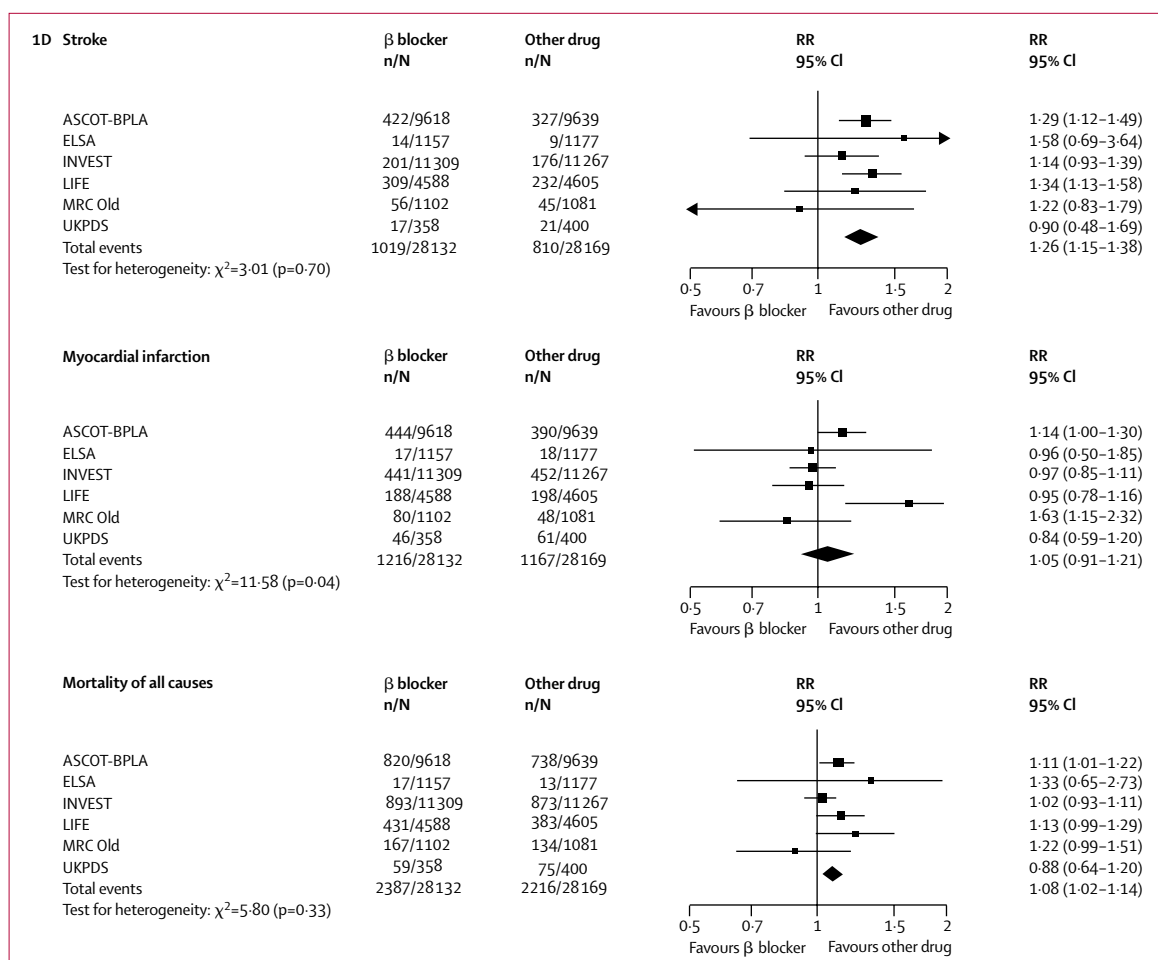 1D Stroke β blocker Other drug RR RR
n/N n/N 95% CI 95% CI
ASCOT-BPLA 422/9618 327/9639 1·29 (1·12–1·49)
ELSA 14/1157 9/1177 1·58 (0·69–3·64)
INVEST 201/11309 176/11267 1·14 (0·93–1·39)
LIFE 309/4588 232/4605 1·34 (1·13–1·58)
MRC Old 56/1102 45/1081 1·22 (0·83–1·79)
UKPDS 17/358 21/400 0·90 (0·48–1·69)
Total events 1019/28132 810/28169 1·26 (1·15–1·38)
Test for heterogeneity: χ²=3·01 (p=0·70)
0·5 0·7 1 1·5 2
Favours β blocker Favours other drug
Myocardial infarction β blocker Other drug RR RR
n/N n/N 95% CI 95% CI
ASCOT-BPLA 444/9618 390/9639 1·14 (1·00–1·30)
ELSA 17/1157 18/1177 0·96 (0·50–1·85)
INVEST 441/11309 452/11267 0·97 (0·85–1·11)
LIFE 188/4588 198/4605 0·95 (0·78–1·16)
MRC Old 80/1102 48/1081 1·63 (1·15–2·32)
UKPDS 46/358 61/400 0·84 (0·59–1·20)
Total events 1216/28132 1167/28169 1·05 (0·91–1·21)
Test for heterogeneity: χ²=11·58 (p=0·04)
0·5 0·7 1 1·5 2
Favours β blocker Favours other drug
Mortality of all causes β blocker Other drug RR RR
n/N n/N 95% CI 95% CI
ASCOT-BPLA 820/9618 738/9639 1·11 (1·01–1·22)
ELSA 17/1157 13/1177 1·33 (0·65–2·73)
INVEST 893/11309 873/11267 1·02 (0·93–1·11)
LIFE 431/4588 383/4605 1·13 (0·99–1·29)
MRC Old 167/1102 134/1081 1·22 (0·99–1·51)
UKPDS 59/358 75/400 0·88 (0·64–1·20)
Total events 2387/28132 2216/28169 1·08 (1·02–1·14)
Test for heterogeneity: χ²=5·80 (p=0·33)
0·5 0·7 1 1·5 2
Favours β blocker Favours other drug